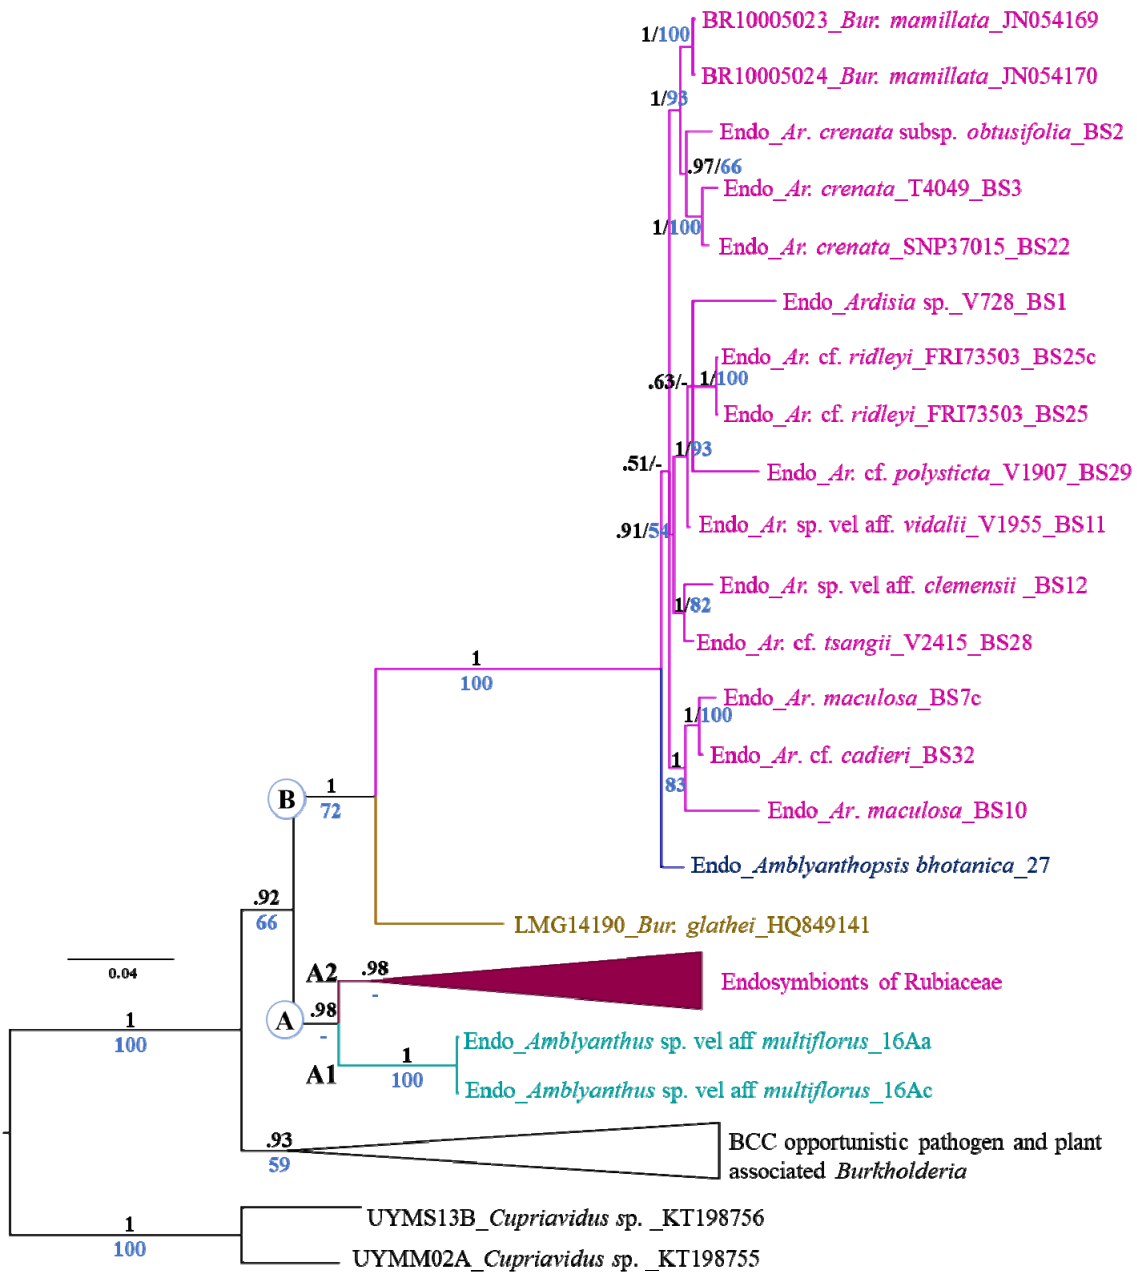 BR10005023_Bur. mamillata_JN054169
1/100
BR10005024_Bur. mamillata_JN054170
1/93
Endo_Ar. crenata subsp. obtusifolia_BS2
.97/66
Endo_Ar. crenata_T4049_BS3
1/100
Endo_Ar. crenata_SNP37015_BS22
Endo_Ardisia sp._V728_BS1
Endo_Ar. cf. ridleyi_FRI73503_BS25c
.63/- 1/100
Endo_Ar. cf. ridleyi_FRI73503_BS25
1/93
.51/-
Endo_Ar. cf. polysticta_V1907_BS29
.91/54
Endo_Ar. sp. vel aff. vidalii_V1955_BS11
Endo_Ar. sp. vel aff. clemensii _BS12
1/82
Endo_Ar. cf. tsangii_V2415_BS28
1
100
Endo_Ar. maculosa_BS7c
1/100
Endo_Ar. cf. cadieri_BS32
1
83
B
1
72
Endo_Ar. maculosa_BS10
Endo_Amblyanthopsis bhotanica_27
.92
66
LMG14190_Bur. glathei_HQ849141
0.04
A2
.98
-
Endosymbionts of Rubiaceae
A
.98
-
1
100
Endo_Amblyanthus sp. vel aff multiflorus_16Aa
A1
1
100
Endo_Amblyanthus sp. vel aff multiflorus_16Ac
.93
59
BCC opportunistic pathogen and plant
associated Burkholderia
1
100
UYMS13B_Cupriavidus sp. _KT198756
UYMM02A_Cupriavidus sp._KT198755